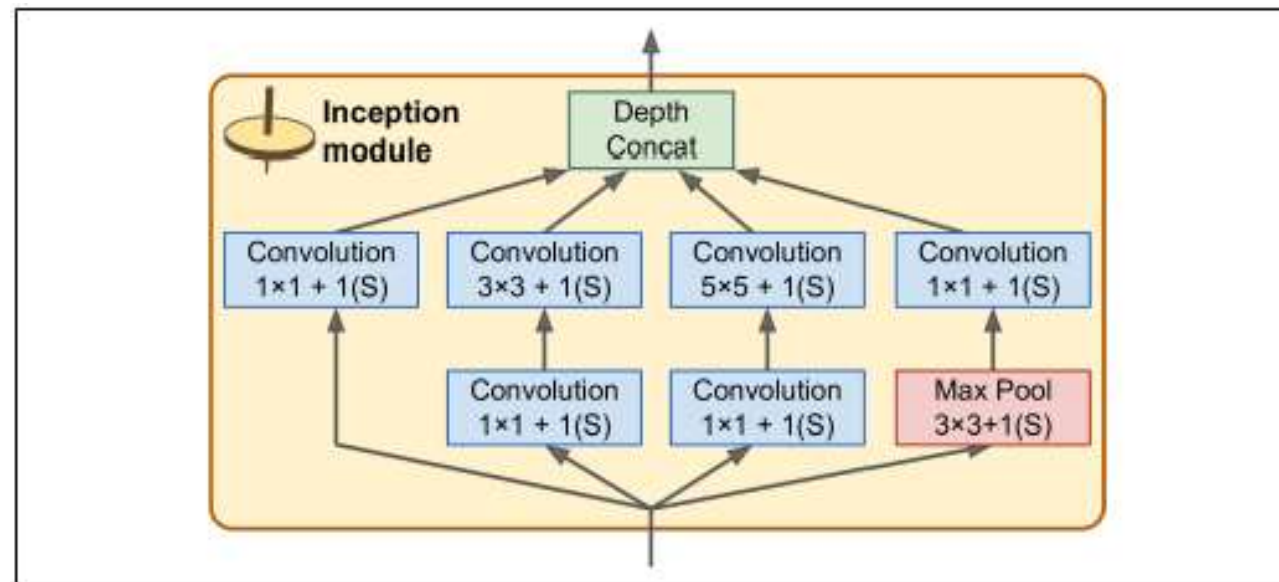 Inception
module
Depth
Concat
Convolution
1×1 + 1(S)
Convolution
3×3 + 1(S)
Convolution
5×5 + 1(S)
Convolution
1×1 + 1(S)
Convolution
1×1 + 1(S)
Convolution
1×1 + 1(S)
Max Pool
3×3+1(S)